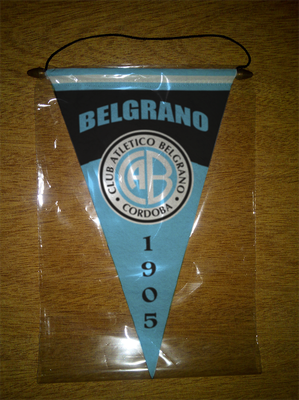 BELGRANO
CLUB ATLETICO BELGRANO
CAB
CORDOBA
1905